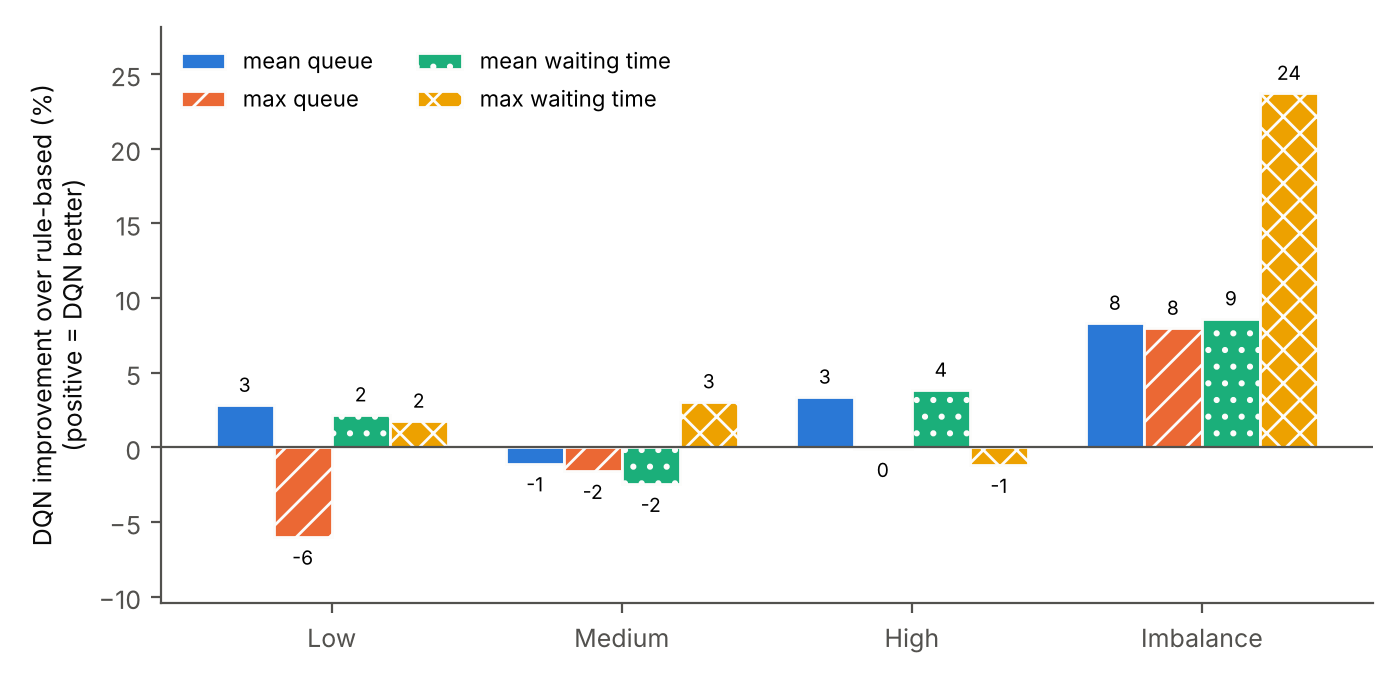 mean queue
max queue
mean waiting time
max waiting time
DQN improvement over rule-based (%)
(positive = DQN better)
25
20
15
10
5
0
−5
−10
3
-6
2
2
-1
-2
-2
3
3
0
4
-1
8
8
9
24
Low
Medium
High
Imbalance